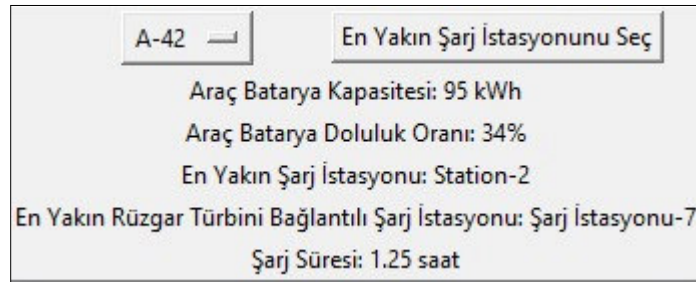 A-42 En Yakın Şarj İstasyonunu Seç
Araç Batarya Kapasitesi: 95 kWh
Araç Batarya Doluluk Oranı: 34%
En Yakın Şarj İstasyonu: Station-2
En Yakın Rüzgar Türbini Bağlantılı Şarj İstasyonu: Şarj İstasyonu-7
Şarj Süresi: 1.25 saat